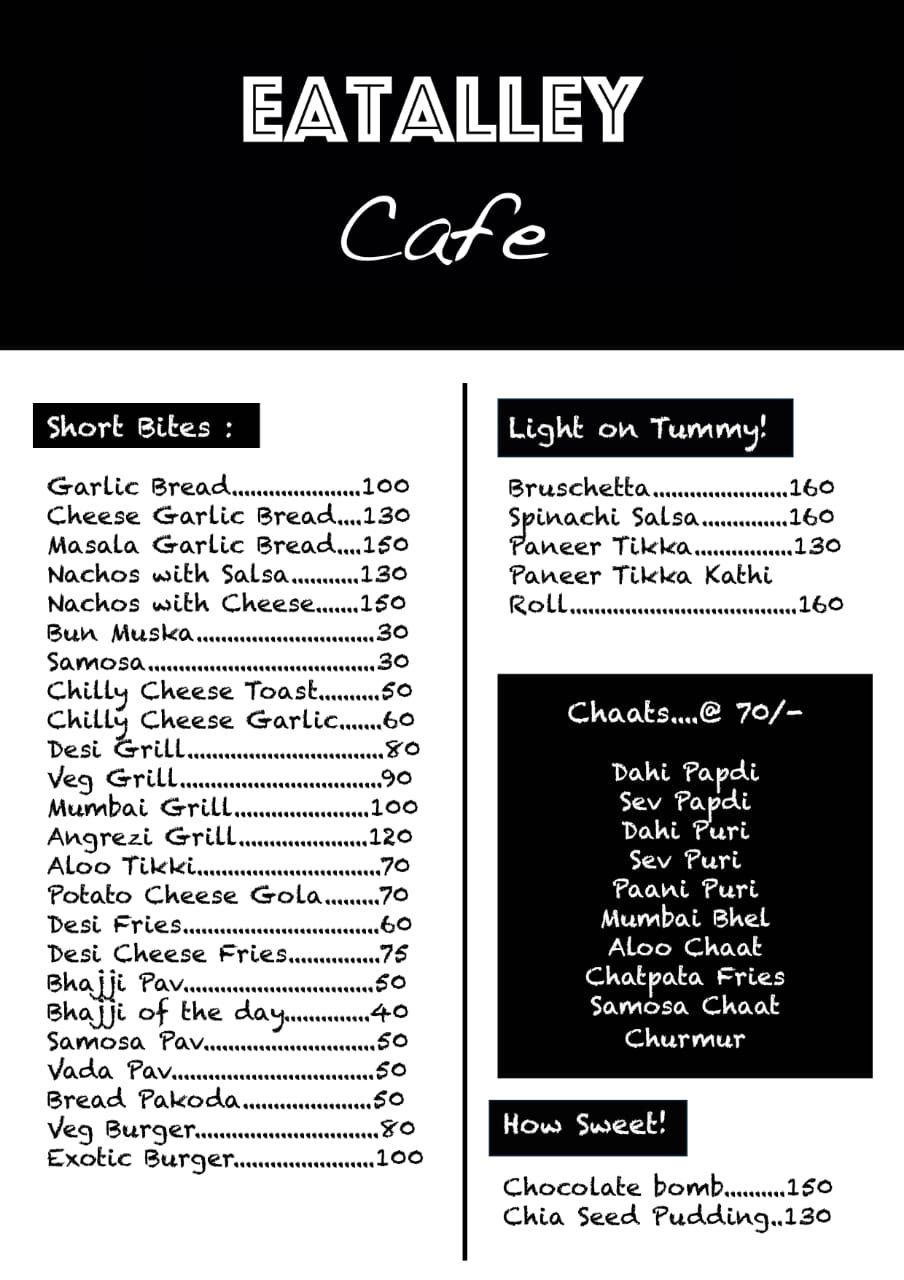 EATALLEY
Cafe
Short Bites :
Garlic Bread.....................100
Cheese Garlic Bread....130
Masala Garlic Bread....150
Nachos with Salsa...........130
Nachos with Cheese.......150
Bun Muska.............................30
Samosa.....................................30
Chilly Cheese Toast..........50
Chilly Cheese Garlic.......60
Desi Grill................................80
Veg Grill.................................90
Mumbai Grill......................100
Angrezi Grill.....................120
Aloo Tikki..............................70
Potato Cheese Gola.........70
Desi Fries................................60
Desi Cheese Fries...............75
Bhajji Pav...............................50
Bhajji of the day..............40
Samosa Pav............................50
Vada Pav.................................50
Bread Pakoda.....................50
Veg Burger..............................80
Exotic Burger.......................100
Light on Tummy!
Bruschetta......................160
Spinachi Salsa..............160
Paneer Tikka................130
Paneer Tikka Kathi
Roll.....................................160
Chaats....@ 70/-
Dahi Papdi
Sev Papdi
Dahi Puri
Sev Puri
Paani Puri
Mumbai Bhel
Aloo Chaat
Chatpata Fries
Samosa Chaat
Churmur
How Sweet!
Chocolate bomb..........150
Chia Seed Pudding..130